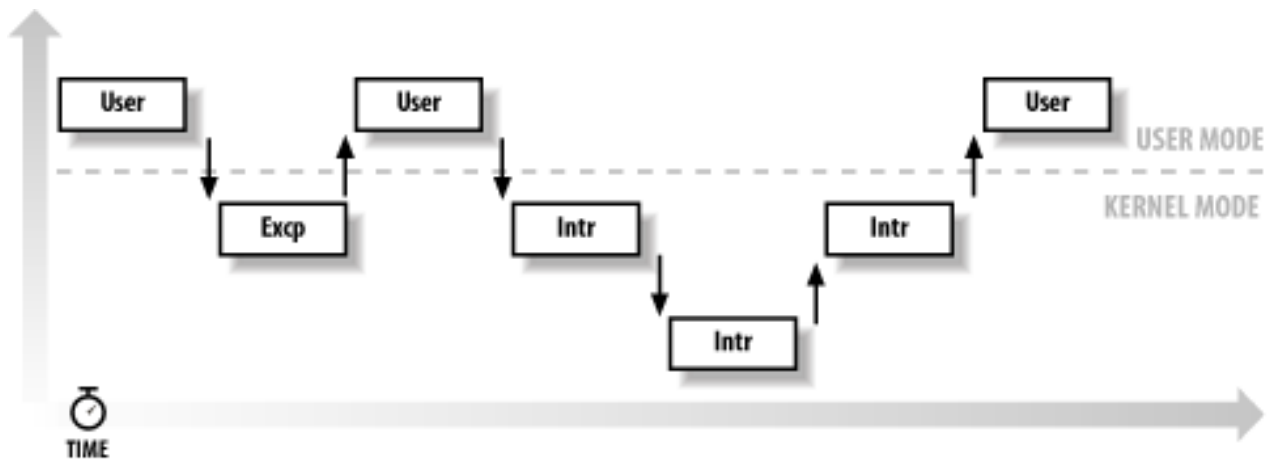 User
User
User
USER MODE
KERNEL MODE
Excp
Intr
Intr
Intr
TIME